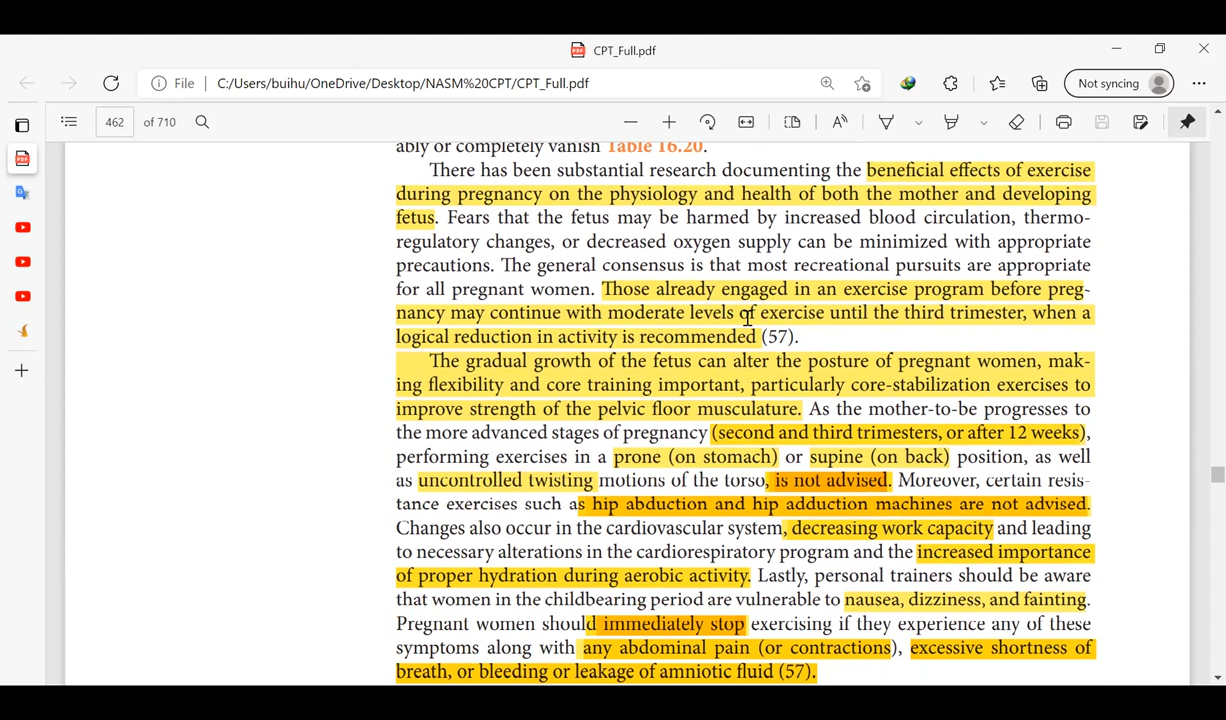 CPT_Full.pdf
File C:/Users/buihu/OneDrive/Desktop/NASM%20CPT/CPT_Full.pdf
Not syncing
462 of 710
ably or completely vanish Table 16.20.
There has been substantial research documenting the beneficial effects of exercise
during pregnancy on the physiology and health of both the mother and developing
fetus. Fears that the fetus may be harmed by increased blood circulation, thermo-
regulatory changes, or decreased oxygen supply can be minimized with appropriate
precautions. The general consensus is that most recreational pursuits are appropriate
for all pregnant women. Those already engaged in an exercise program before preg-
nancy may continue with moderate levels of exercise until the third trimester, when a
logical reduction in activity is recommended (57).
The gradual growth of the fetus can alter the posture of pregnant women, mak-
ing flexibility and core training important, particularly core-stabilization exercises to
improve strength of the pelvic floor musculature. As the mother-to-be progresses to
the more advanced stages of pregnancy (second and third trimesters, or after 12 weeks),
performing exercises in a prone (on stomach) or supine (on back) position, as well
as uncontrolled twisting motions of the torso, is not advised. Moreover, certain resis-
tance exercises such as hip abduction and hip adduction machines are not advised.
Changes also occur in the cardiovascular system, decreasing work capacity and leading
to necessary alterations in the cardiorespiratory program and the increased importance
of proper hydration during aerobic activity. Lastly, personal trainers should be aware
that women in the childbearing period are vulnerable to nausea, dizziness, and fainting.
Pregnant women should immediately stop exercising if they experience any of these
symptoms along with any abdominal pain (or contractions), excessive shortness of
breath, or bleeding or leakage of amniotic fluid (57).